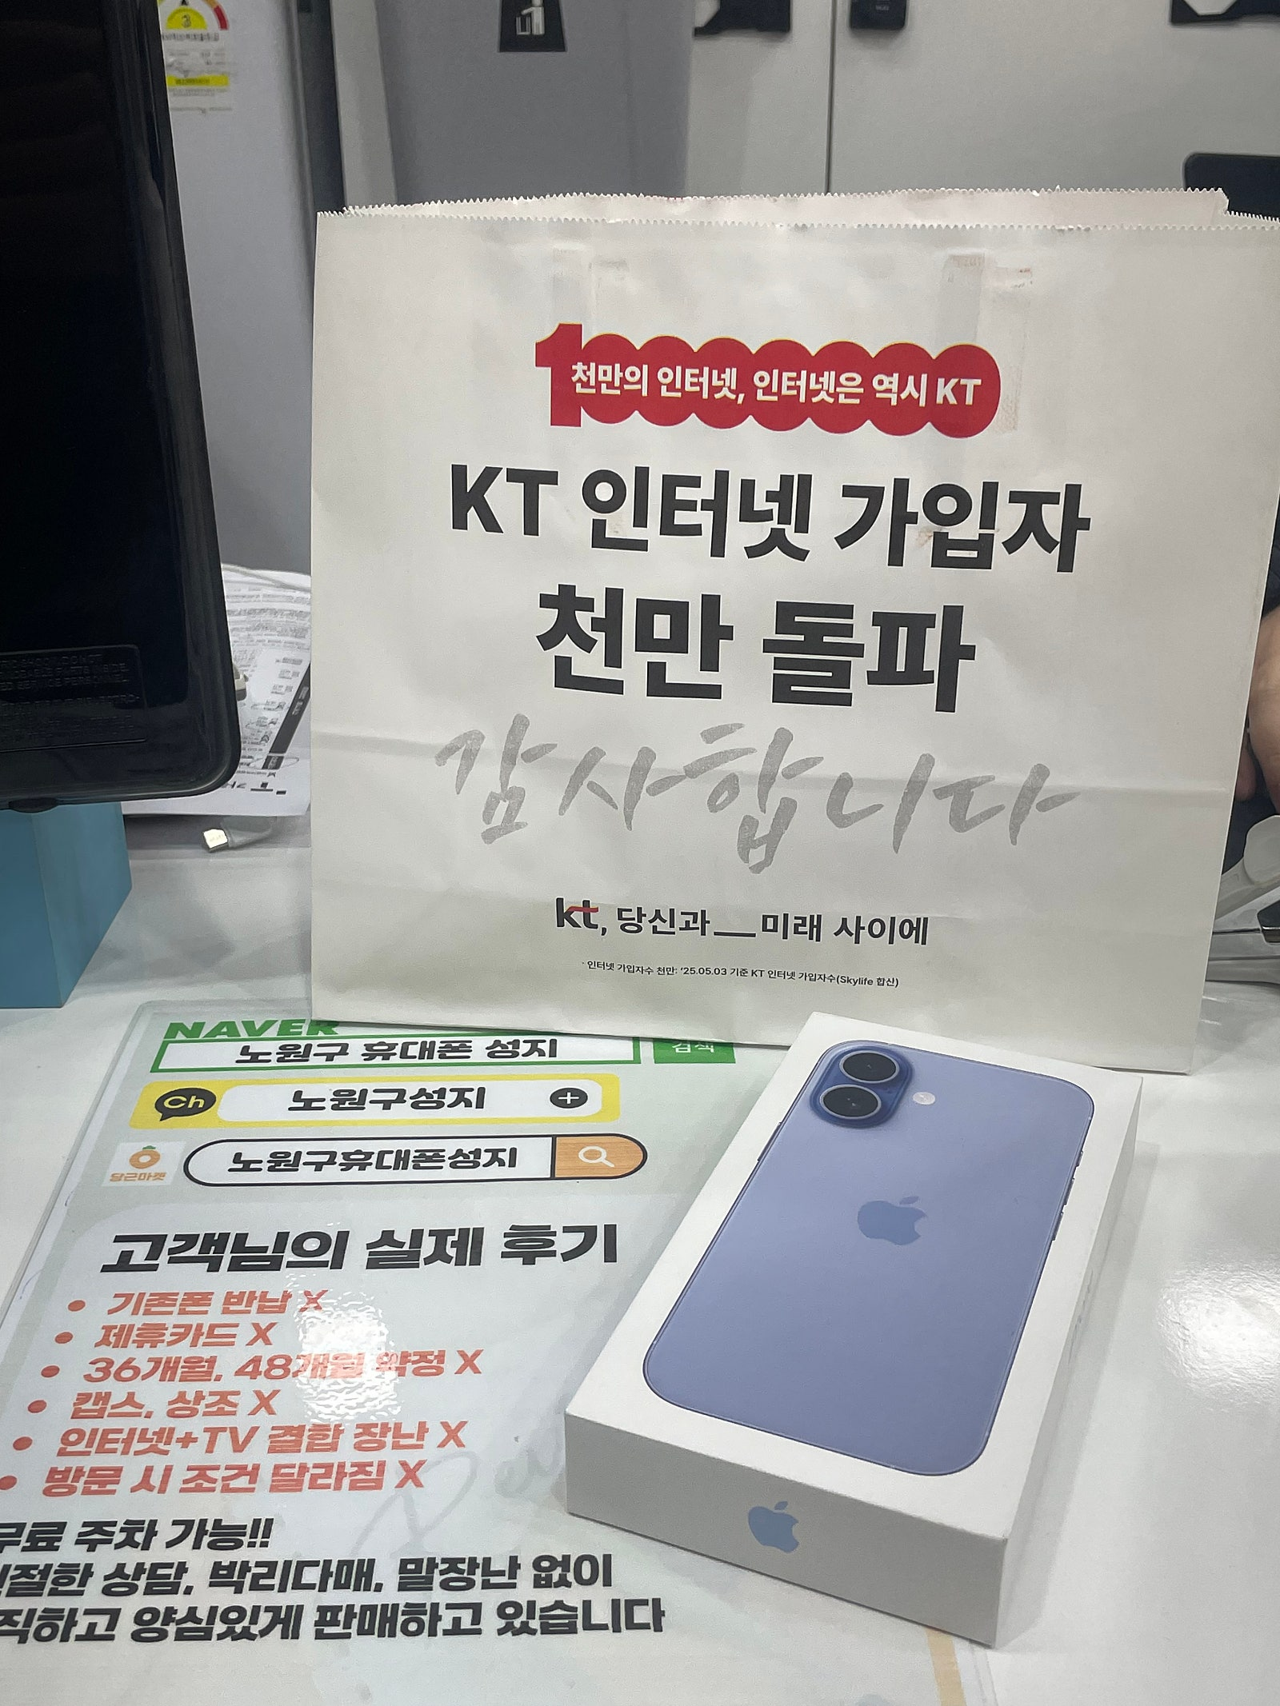 천만의 인터넷, 인터넷은 역시 KT
KT 인터넷 가입자
천만 돌파
감사합니다
kt, 당신과__미래 사이에
· 인터넷 가입자수 천만: '25.05.03 기준 KT 인터넷 가입자수(Skylife 합산)
NAVER
노원구 휴대폰 성지
검색
Ch 노원구성지 +
당근마켓 노원구휴대폰성지
고객님의 실제 후기
• 기존폰 반납 X
• 제휴카드 X
• 36개월, 48개월 약정 X
• 캡스, 상조 X
• 인터넷+TV 결합 장난 X
• 방문 시 조건 달라짐 X
무료 주차 가능!!
상담, 박리다매, 말장난 없이
양심있게 판매하고 있습니다